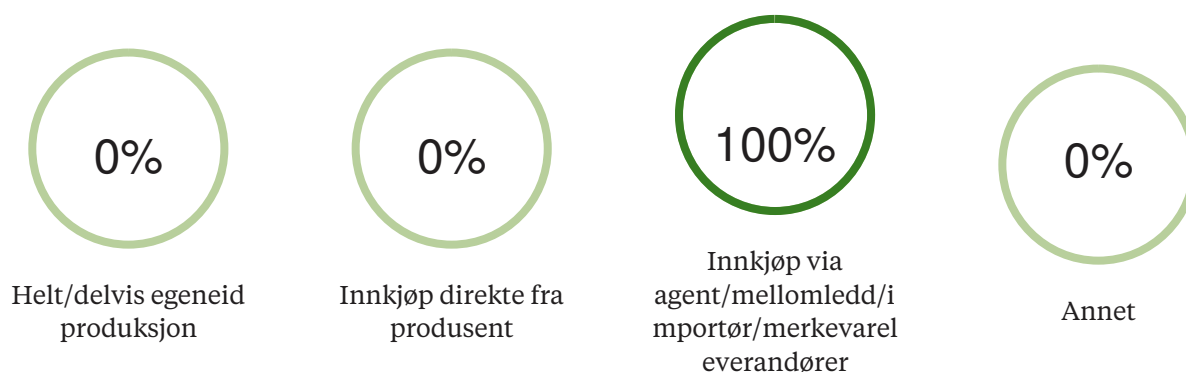 0%
Helt/delvis egeneid
produksjon
0%
Innkjøp direkte fra
produsent
100%
Innkjøp via
agent/mellomledd/i
mportør/merkevarel
everandører
0%
Annet